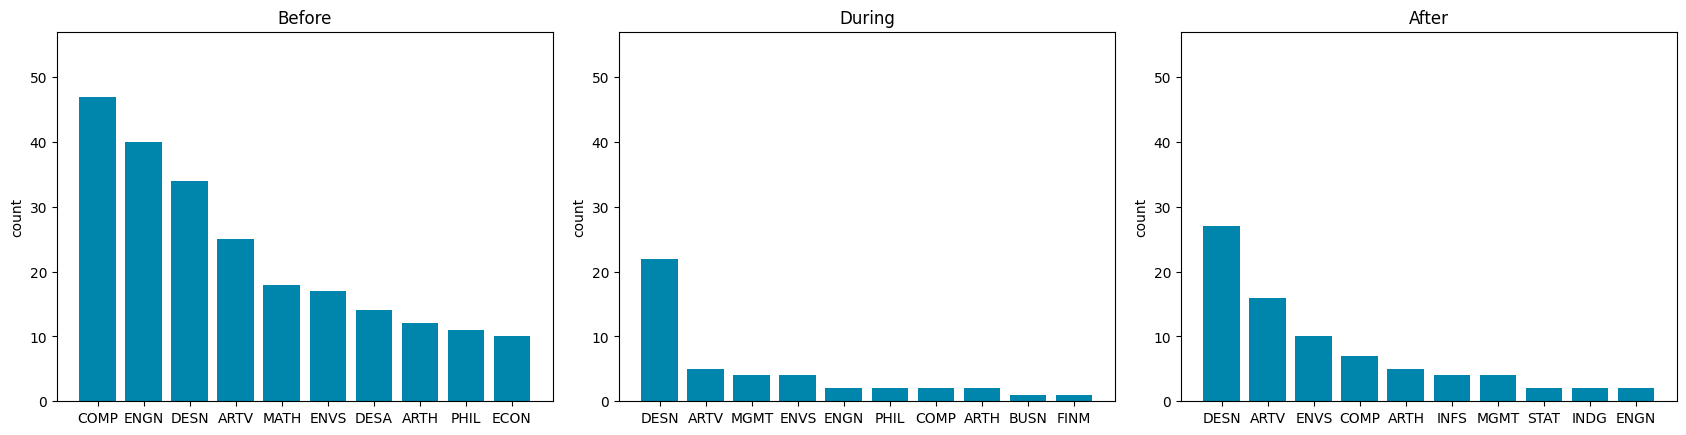 Before
50
40
30
20
10
0
count
COMP ENGN DESN ARTV MATH ENVS DESA ARTH PHIL ECON
During
50
40
30
20
10
0
count
DESN ARTV MGMT ENVS ENGN PHIL COMP ARTH BUSN FINM
After
50
40
30
20
10
0
count
DESN ARTV ENVS COMP ARTH INFS MGMT STAT INDG ENGN